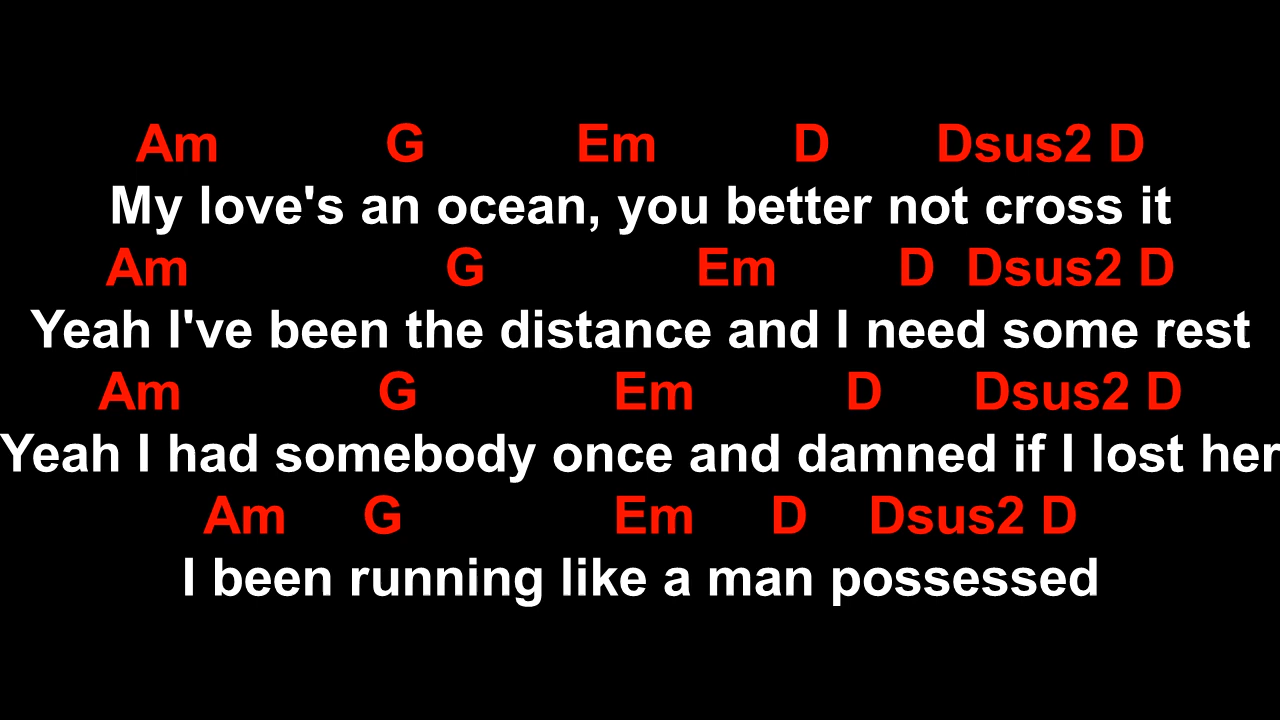 Am G Em D Dsus2 D
My love's an ocean, you better not cross it
Am G Em D Dsus2 D
Yeah I've been the distance and I need some rest
Am G Em D Dsus2 D
Yeah I had somebody once and damned if I lost her
Am G Em D Dsus2 D
I been running like a man possessed